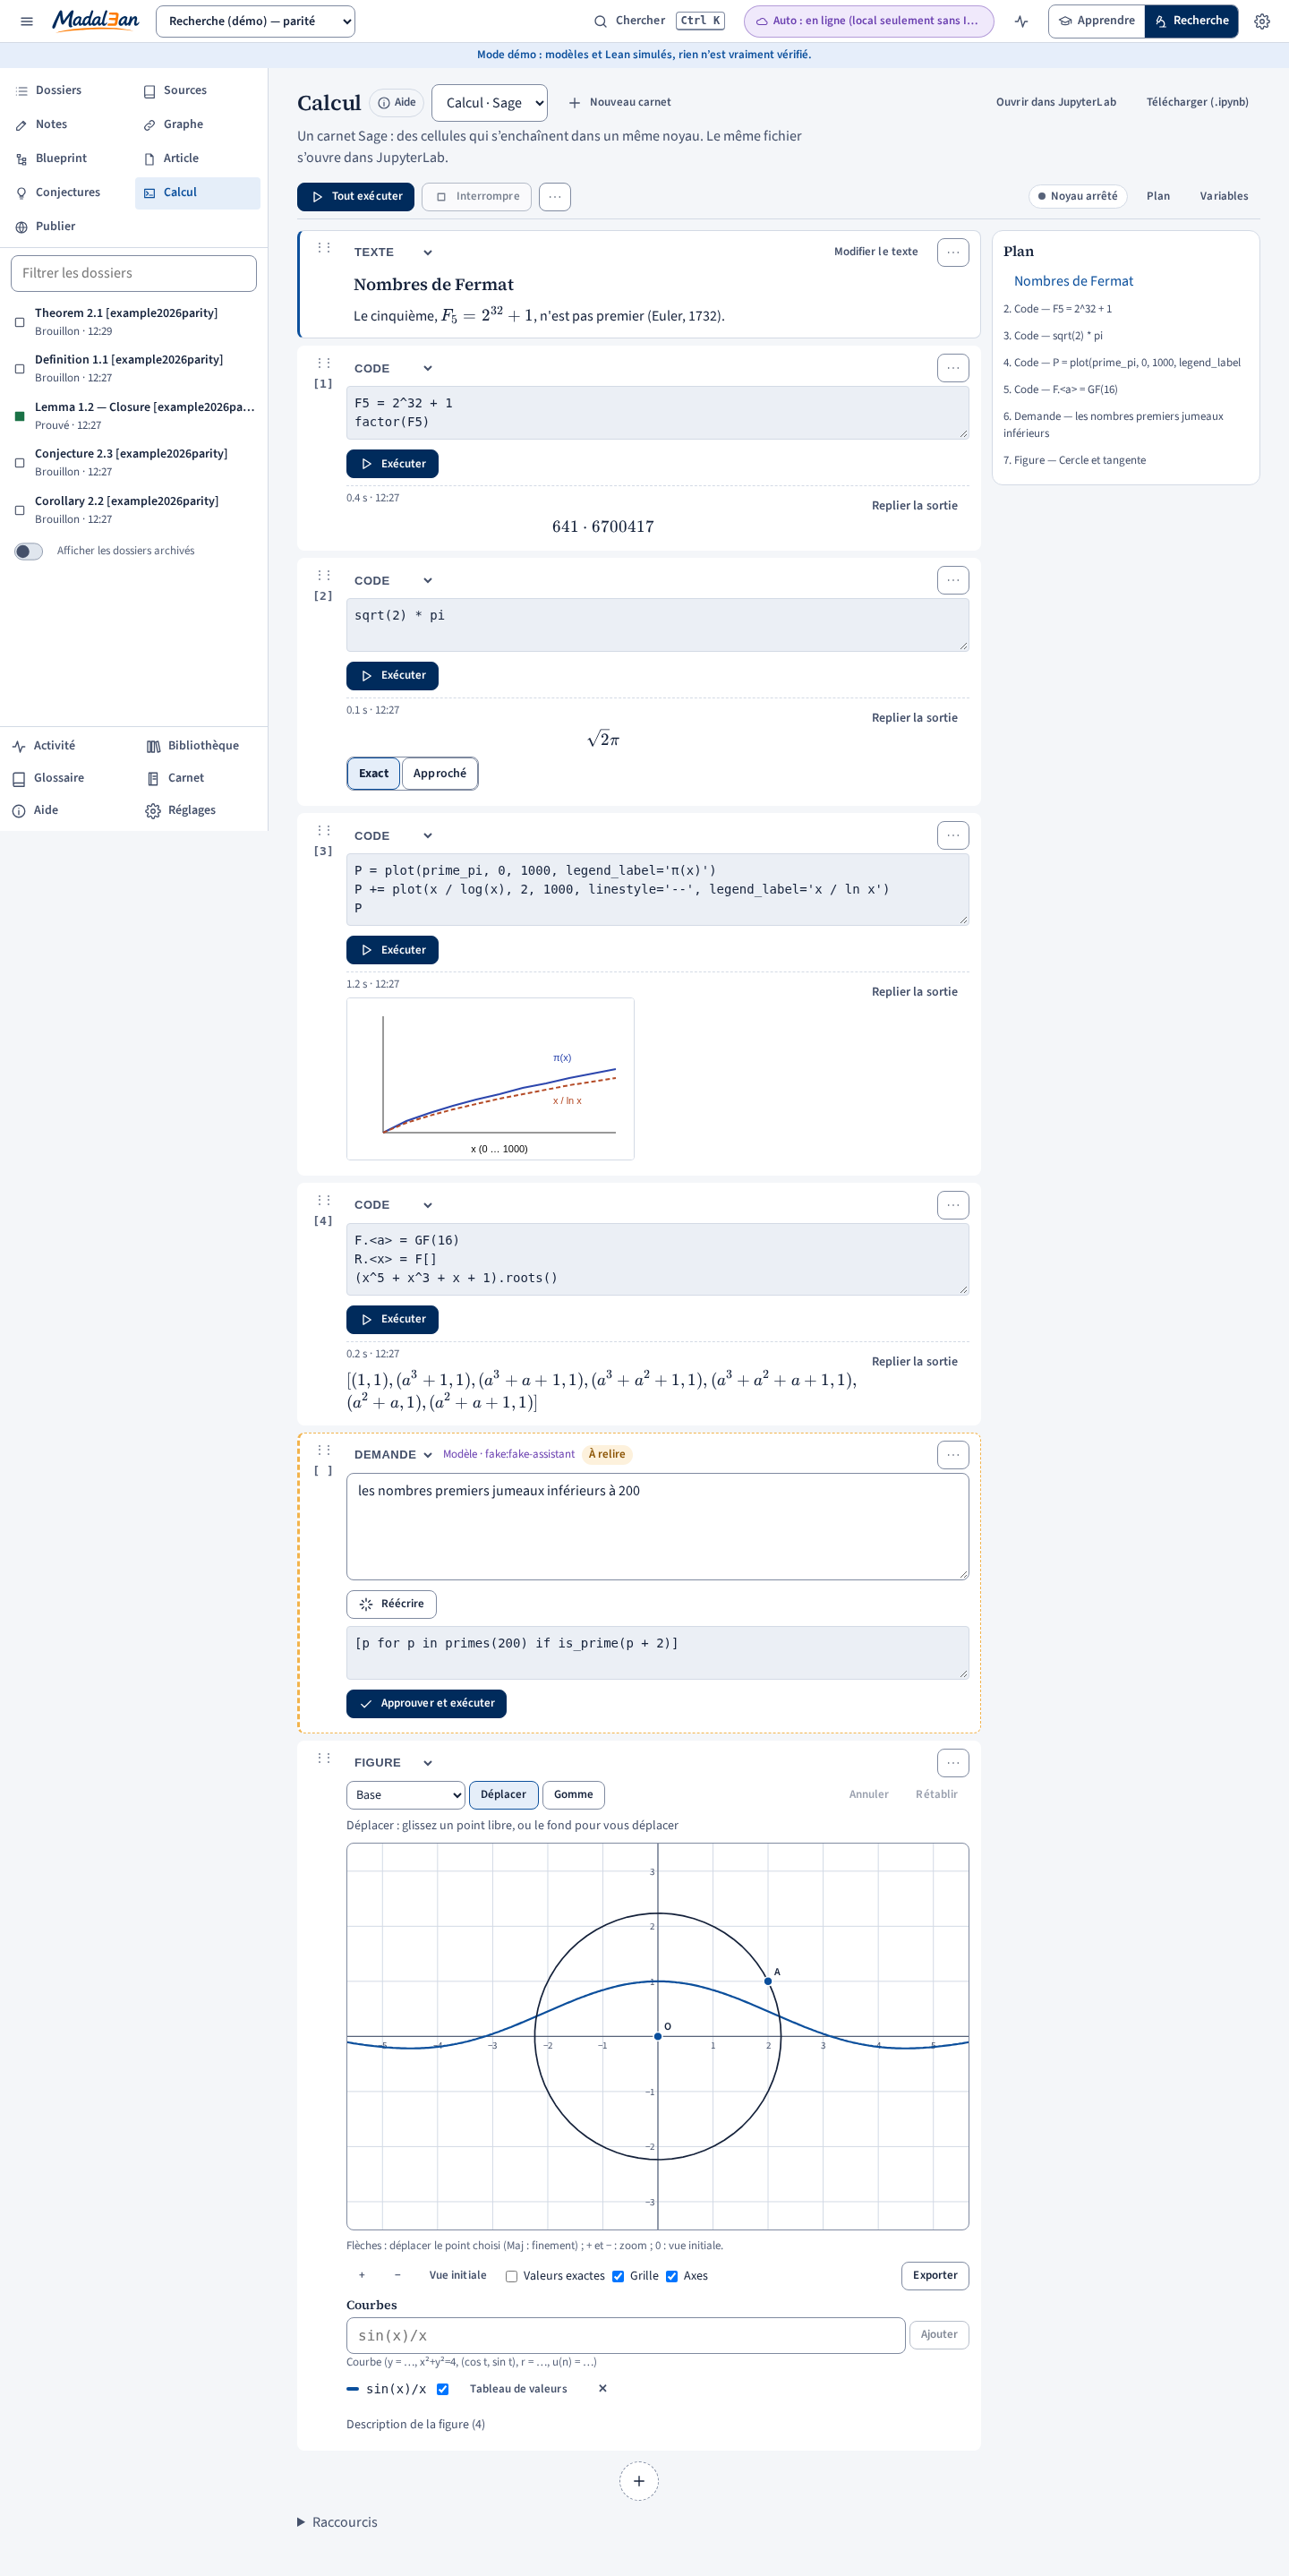 MadalEan
Recherche (démo) — parité
Chercher
Ctrl K
Auto : en ligne (local seulement sans l…
Apprendre
Recherche
Mode démo : modèles et Lean simulés, rien n'est vraiment vérifié.
Dossiers
Sources
Notes
Graphe
Blueprint
Article
Conjectures
Calcul
Publier
Filtrer les dossiers
Theorem 2.1 [example2026parity]
Brouillon · 12:29
Definition 1.1 [example2026parity]
Brouillon · 12:27
Lemma 1.2 — Closure [example2026pa…
Prouvé · 12:27
Conjecture 2.3 [example2026parity]
Brouillon · 12:27
Corollary 2.2 [example2026parity]
Brouillon · 12:27
Afficher les dossiers archivés
Activité
Bibliothèque
Glossaire
Carnet
Aide
Réglages
Calcul
Aide
Calcul · Sage
Nouveau carnet
Ouvrir dans JupyterLab
Télécharger (.ipynb)
Un carnet Sage : des cellules qui s'enchaînent dans un même noyau. Le même fichier
s'ouvre dans JupyterLab.
Tout exécuter
Interrompre
...
Noyau arrêté
Plan
Variables
TEXTE
Modifier le texte
...
Nombres de Fermat
Le cinquième, F₅ = 2³² + 1, n'est pas premier (Euler, 1732).
CODE
...
[1]
F5 = 2^32 + 1
factor(F5)
Exécuter
0.4 s · 12:27
Replier la sortie
641 · 6700417
CODE
...
[2]
sqrt(2) * pi
Exécuter
0.1 s · 12:27
Replier la sortie
√2π
Exact
Approché
CODE
...
[3]
P = plot(prime_pi, 0, 1000, legend_label='π(x)')
P += plot(x / log(x), 2, 1000, linestyle='--', legend_label='x / ln x')
P
Exécuter
1.2 s · 12:27
Replier la sortie
π(x)
x / ln x
x (0 … 1000)
CODE
...
[4]
F.<a> = GF(16)
R.<x> = F[]
(x^5 + x^3 + x + 1).roots()
Exécuter
0.2 s · 12:27
Replier la sortie
[(1, 1), (a³ + 1, 1), (a³ + a + 1, 1), (a³ + a² + 1, 1), (a³ + a² + a + 1, 1),
(a² + a, 1), (a² + a + 1, 1)]
DEMANDE
Modèle · fake:fake-assistant
À relire
...
[ ]
les nombres premiers jumeaux inférieurs à 200
Réécrire
[p for p in primes(200) if is_prime(p + 2)]
Approuver et exécuter
FIGURE
...
Base
Déplacer
Gomme
Annuler
Rétablir
Déplacer : glissez un point libre, ou le fond pour vous déplacer
3
2
1
A
O
−5 −4 −3 −2 −1 1 2 3 4 5
−1
−2
−3
Flèches : déplacer le point choisi (Maj : finement) ; + et − : zoom ; 0 : vue initiale.
+
−
Vue initiale
Valeurs exactes
Grille
Axes
Exporter
Courbes
sin(x)/x
Ajouter
Courbe (y = …, x²+y²=4, (cos t, sin t), r = …, u(n) = …)
sin(x)/x
Tableau de valeurs
×
Description de la figure (4)
+
Raccourcis
Plan
Nombres de Fermat
2. Code — F5 = 2^32 + 1
3. Code — sqrt(2) * pi
4. Code — P = plot(prime_pi, 0, 1000, legend_label
5. Code — F.<a> = GF(16)
6. Demande — les nombres premiers jumeaux
inférieurs
7. Figure — Cercle et tangente